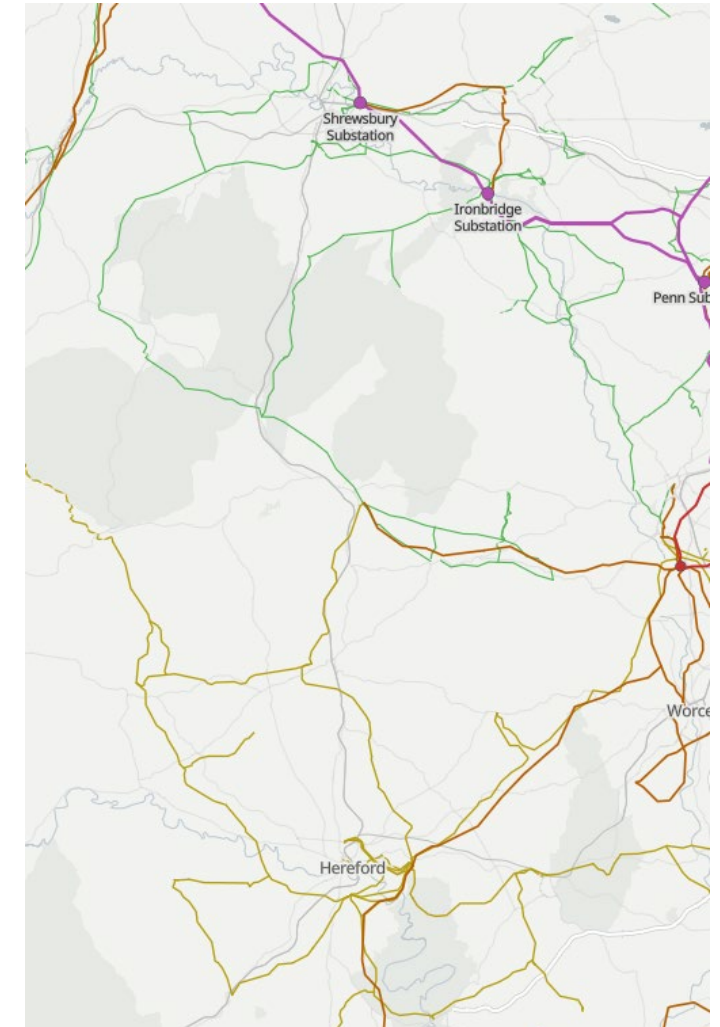 Shrewsbury
Substation
Ironbridge
Substation
Penn Sub
Worce
Hereford